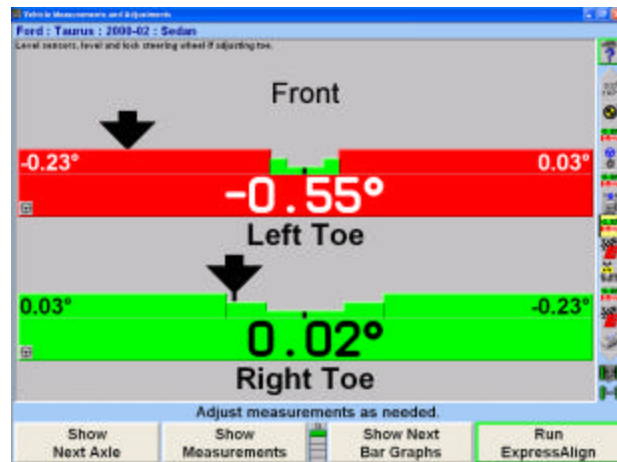 Vehicle Measurements and Adjustments
Ford : Taurus : 2000-02 : Sedan
Level sensors, level and lock steering wheel if adjusting toe.
Front
-0.23° 0.03°
-0.55°
Left Toe
0.03° -0.23°
0.02°
Right Toe
Adjust measurements as needed.
Show Next Axle
Show Measurements
Show Next Bar Graphs
Run ExpressAlign